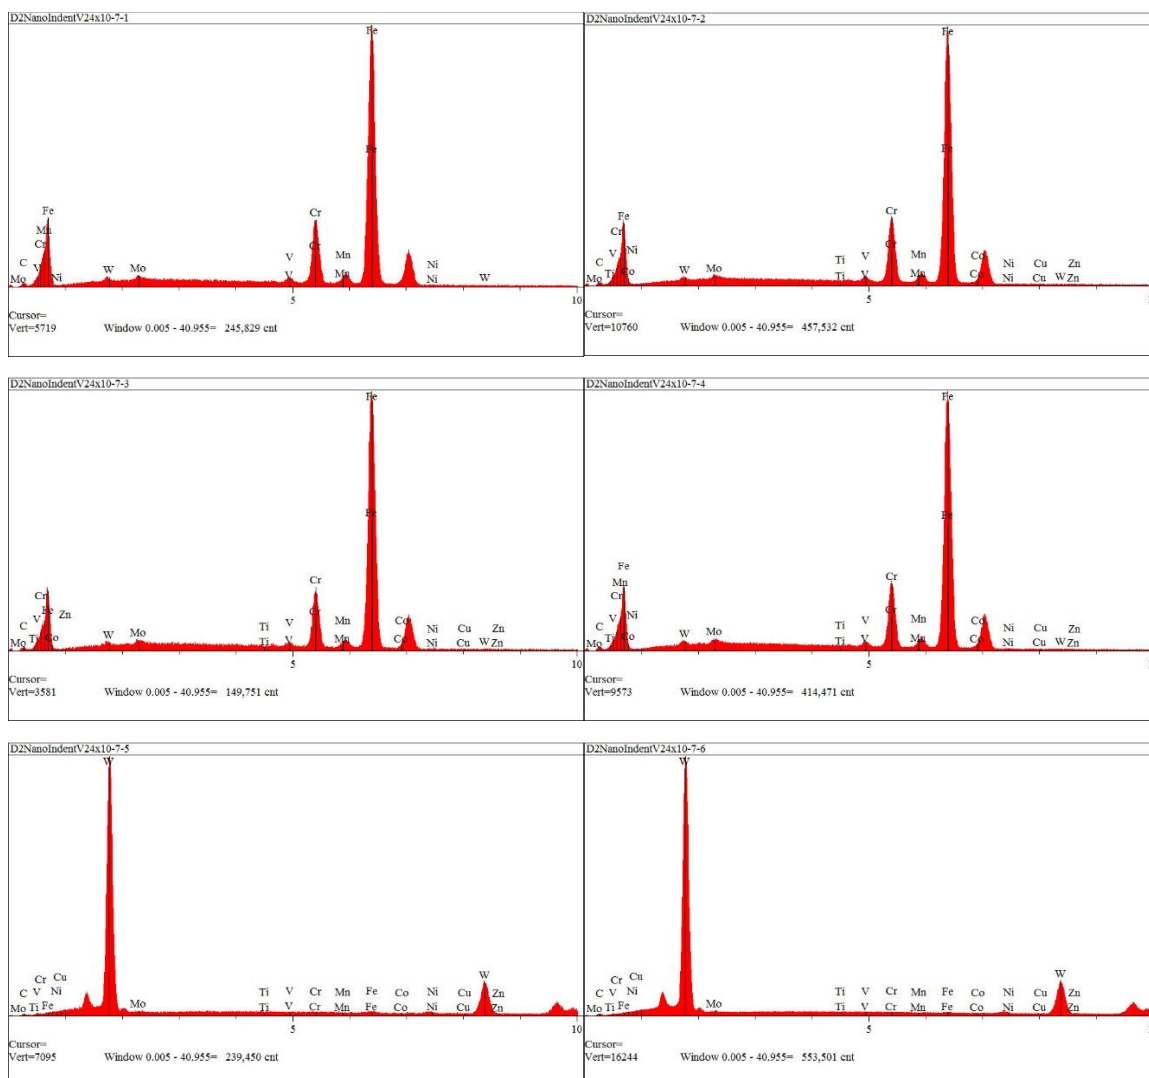 D2NanoIndentV24x10-7-1
Fe
Fe
Fe
Mn
Cr
C
V
Mo
Ni
W
Mo
V
V
Cr
Cr
Mn
Mn
Ni
Ni
W
5
10
Cursor=
Vert=5719 Window 0.005 - 40.955= 245,829 cnt
D2NanoIndentV24x10-7-2
Fe
Fe
Fe
Cr
V
Ni
C
Mo
Ti
Co
W
Mo
Ti
Ti
V
V
Cr
Cr
Mn
Mn
Co
Co
Ni
Ni
Cu
Cu
W
Zn
Zn
5
Cursor=
Vert=10760 Window 0.005 - 40.955= 457,532 cnt
D2NanoIndentV24x10-7-3
Fe
Fe
Cr
V
Fe
Zn
C
Mo
Ti
Co
W
Mo
Ti
Ti
V
V
Cr
Cr
Mn
Mn
Co
Co
Ni
Ni
Cu
Cu
W
Zn
Zn
5
10
Cursor=
Vert=3581 Window 0.005 - 40.955= 149,751 cnt
D2NanoIndentV24x10-7-4
Fe
Fe
Fe
Mn
Cr
V
Ni
C
Mo
Ti
Co
W
Mo
Ti
Ti
V
V
Cr
Cr
Mn
Mn
Co
Co
Ni
Ni
Cu
Cu
W
Zn
Zn
5
Cursor=
Vert=9573 Window 0.005 - 40.955= 414,471 cnt
D2NanoIndentV24x10-7-5
W
Cr
Cu
C
V
Ni
Mo
Ti
Fe
Mo
Ti
Ti
V
V
Cr
Cr
Mn
Mn
Fe
Fe
Co
Co
Ni
Ni
Cu
Cu
W
Zn
Zn
5
10
Cursor=
Vert=7095 Window 0.005 - 40.955= 239,450 cnt
D2NanoIndentV24x10-7-6
W
Cr
Cu
C
V
Ni
Mo
Ti
Fe
Mo
Ti
Ti
V
V
Cr
Cr
Mn
Mn
Fe
Fe
Co
Co
Ni
Ni
Cu
Cu
W
Zn
Zn
5
Cursor=
Vert=16244 Window 0.005 - 40.955= 553,501 cnt